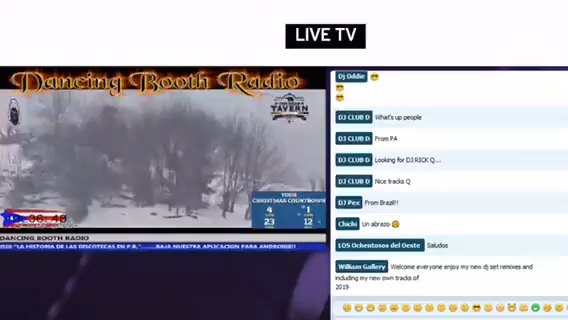 LIVE TV
Dancing Booth Radio
TAVERN
YOUR
CHRISTMAS COUNTDOWN
4
23
12
DANCING BOOTH RADIO
"LA HISTORIA DE LAS DISCOTECAS EN P.R.".......BAJA NUESTRA APLICACION PARA ANDROIDE!!
Dj Oddie
DJ CLUB D What's up people
DJ CLUB D From PA
DJ CLUB D Looking for DJ RICK Q...
DJ CLUB D Nice tracks Q
DJ Pex From Brazil!!
Chichi Un abrazo
LOS Ochentosos del Oeste Saludos
William Gallery Welcome everyone enjoy my new dj set remixes and
including my new own tracks of
2019